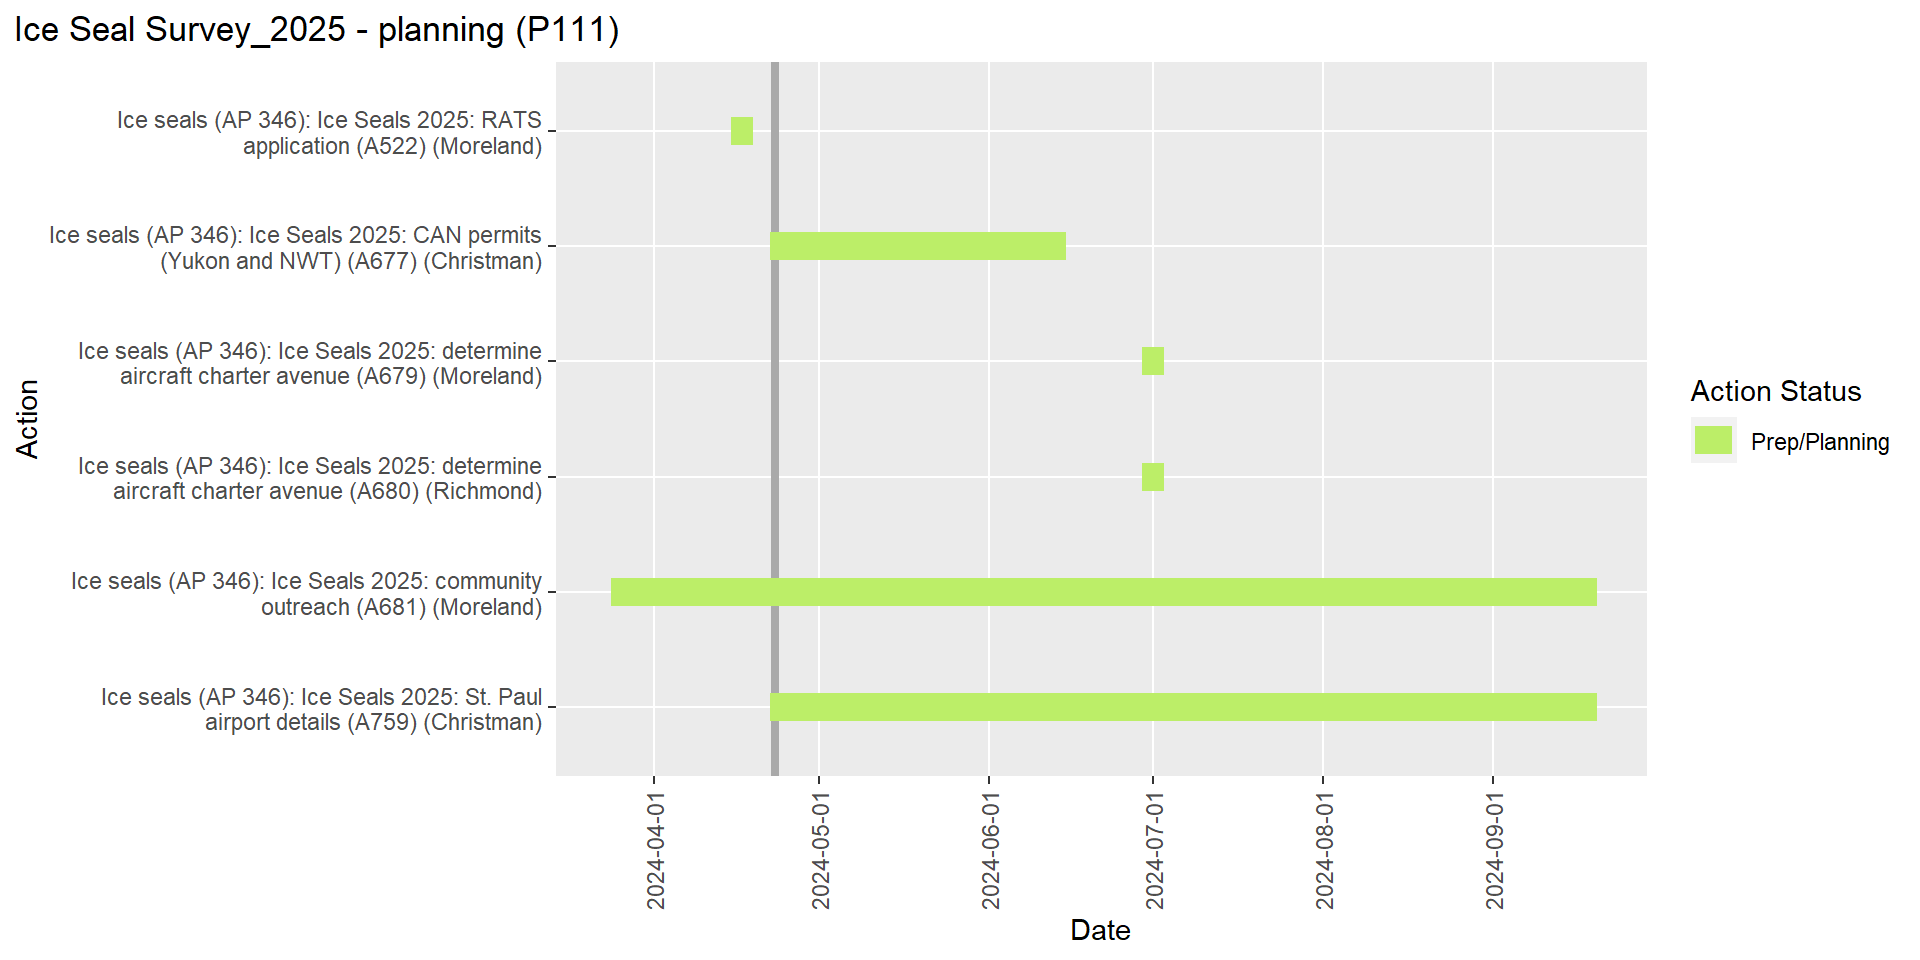 Ice Seal Survey_2025 - planning (P111)
Ice seals (AP 346): Ice Seals 2025: RATS
application (A522) (Moreland)
Ice seals (AP 346): Ice Seals 2025: CAN permits
(Yukon and NWT) (A677) (Christman)
Ice seals (AP 346): Ice Seals 2025: determine
aircraft charter avenue (A679) (Moreland)
Ice seals (AP 346): Ice Seals 2025: determine
aircraft charter avenue (A680) (Richmond)
Ice seals (AP 346): Ice Seals 2025: community
outreach (A681) (Moreland)
Ice seals (AP 346): Ice Seals 2025: St. Paul
airport details (A759) (Christman)
Action
2024-04-01
2024-05-01
2024-06-01
2024-07-01
2024-08-01
2024-09-01
Date
Action Status
Prep/Planning